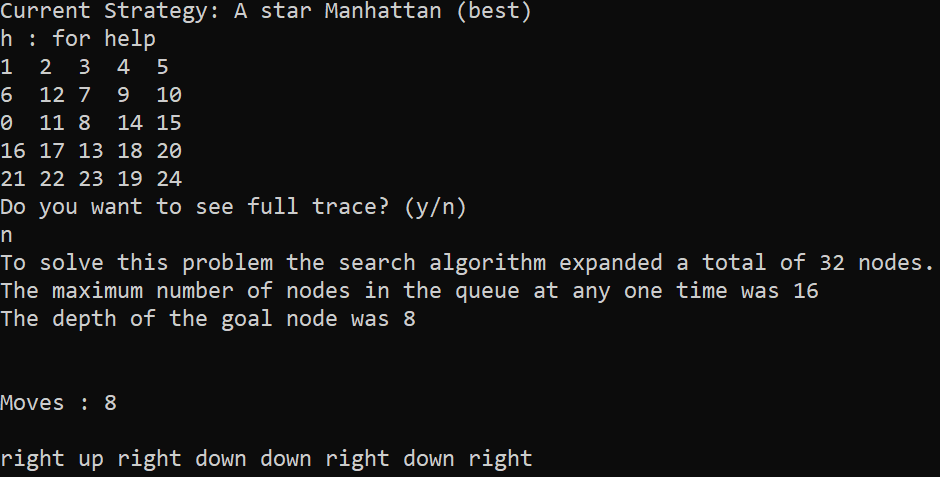 Current Strategy: A star Manhattan (best)
h : for help
1  2  3  4  5
6  12 7  9  10
0  11 8  14 15
16 17 13 18 20
21 22 23 19 24
Do you want to see full trace? (y/n)
n
To solve this problem the search algorithm expanded a total of 32 nodes.
The maximum number of nodes in the queue at any one time was 16
The depth of the goal node was 8
Moves : 8
right up right down down right down right